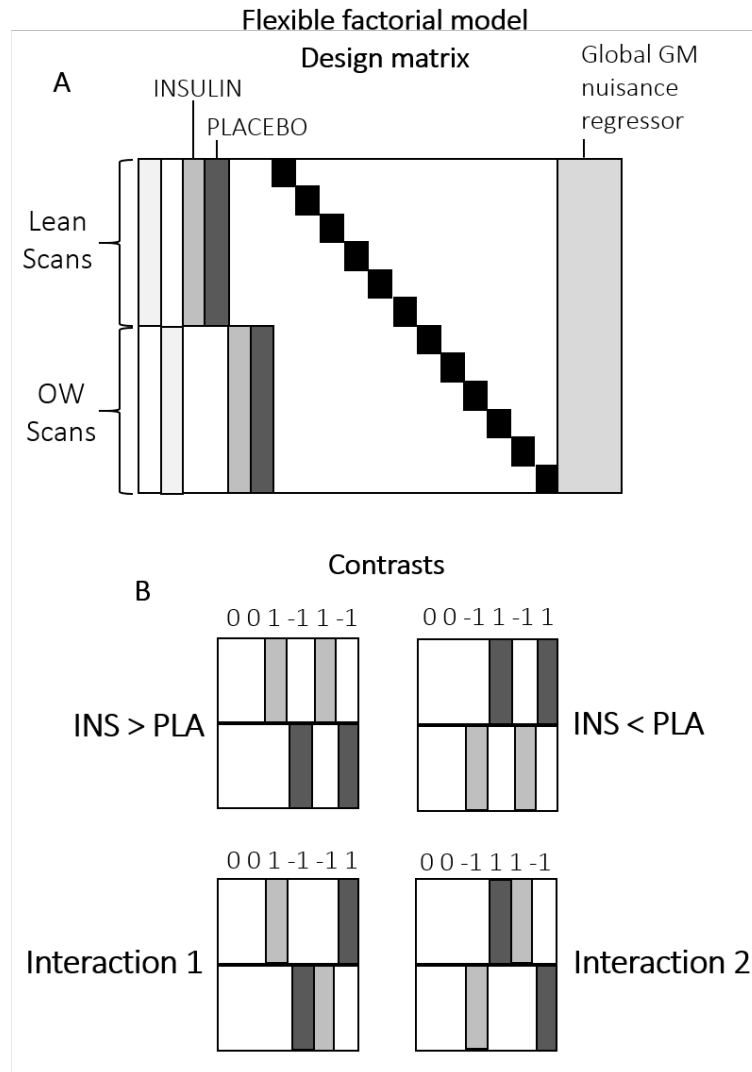 Flexible factorial model
Design matrix
A
INSULIN
PLACEBO
Global GM
nuisance
regressor
Lean
Scans
OW
Scans
Contrasts
B
0 0 1 -1 1 -1
0 0 -1 1 -1 1
INS > PLA
INS < PLA
0 0 1 -1 -1 1
0 0 -1 1 1 -1
Interaction 1
Interaction 2